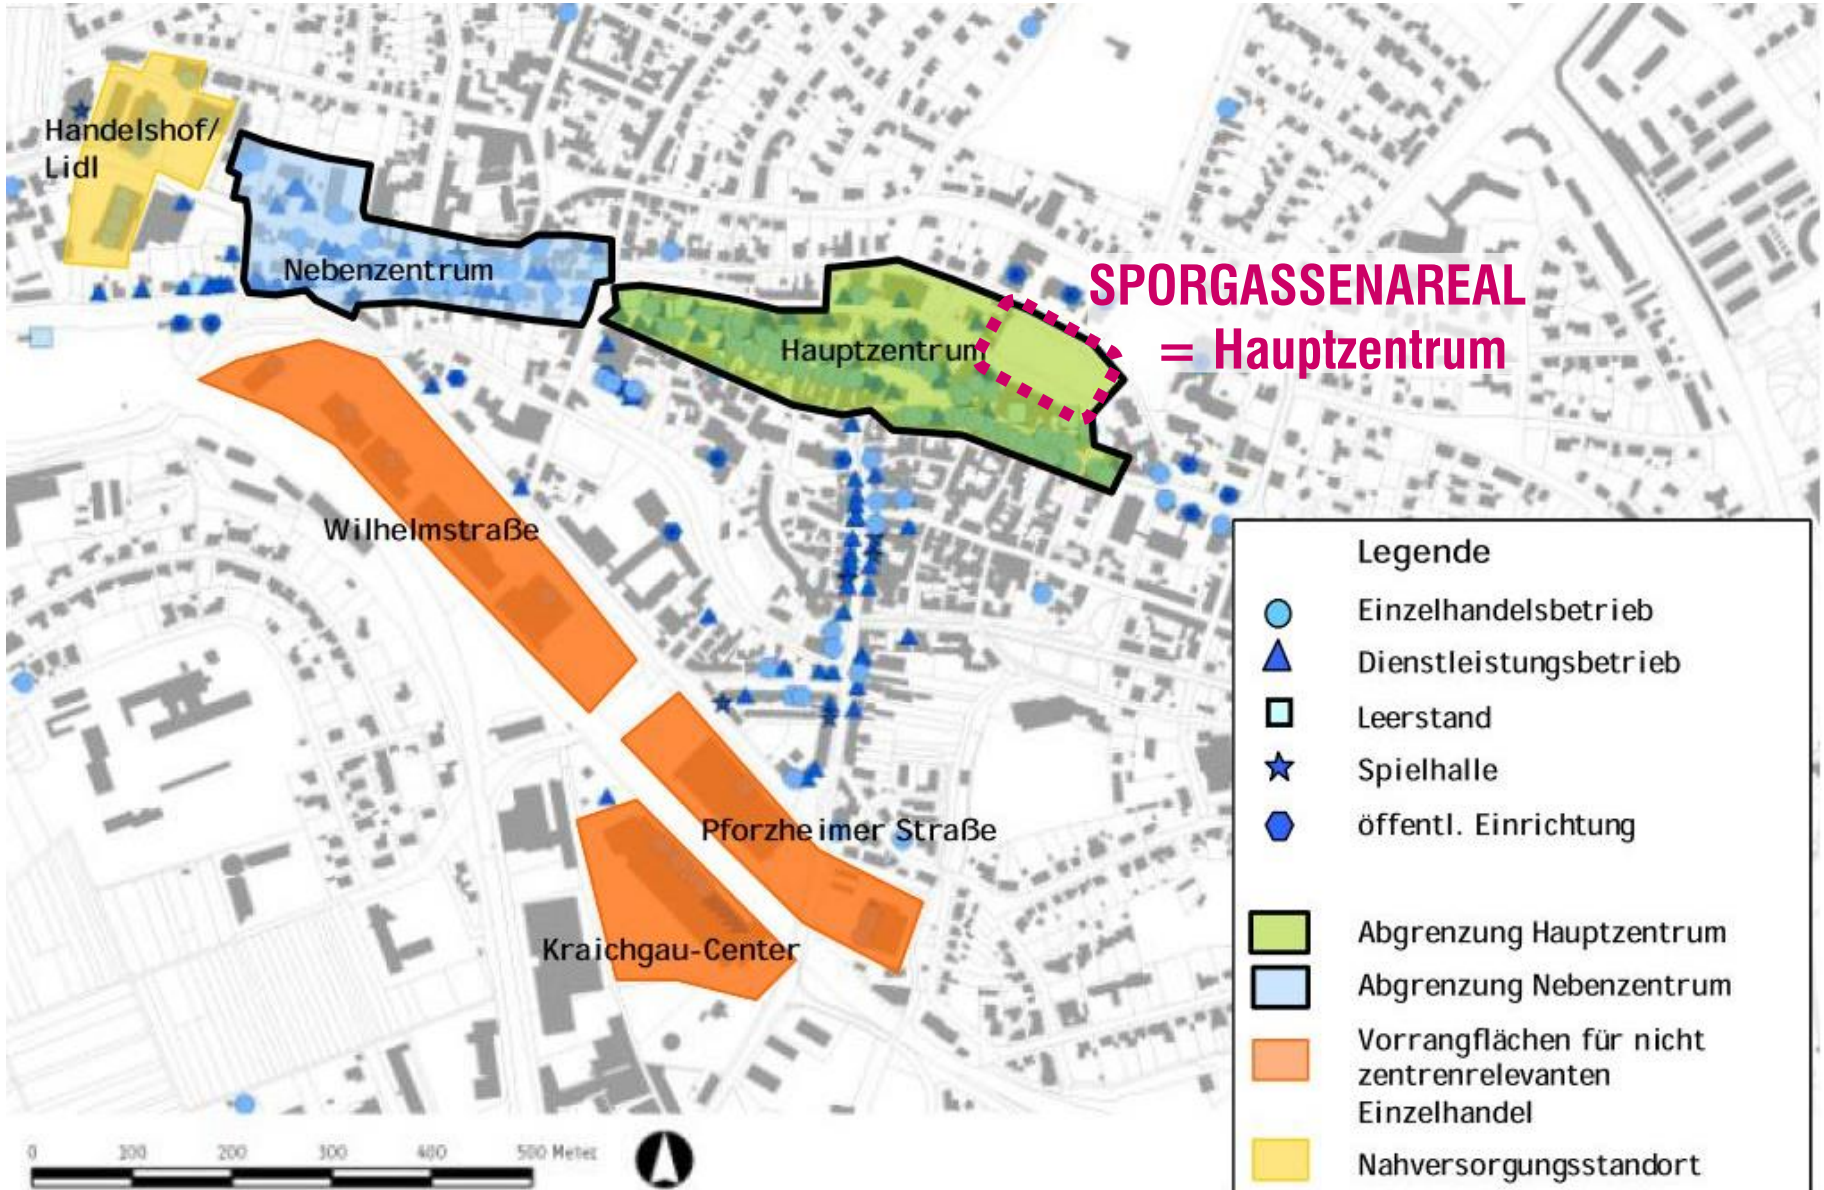 Handelshof/
Lidl
Nebenzentrum
Hauptzentrum
SPORGASSENAREAL
= Hauptzentrum
Wilhelmstraße
Pforzheimer Straße
Kraichgau-Center
Legende
Einzelhandelsbetrieb
Dienstleistungsbetrieb
Leerstand
Spielhalle
öffentl. Einrichtung
Abgrenzung Hauptzentrum
Abgrenzung Nebenzentrum
Vorrangflächen für nicht
zentrenrelevanten
Einzelhandel
Nahversorgungsstandort
0 100 200 300 400 500 Meter